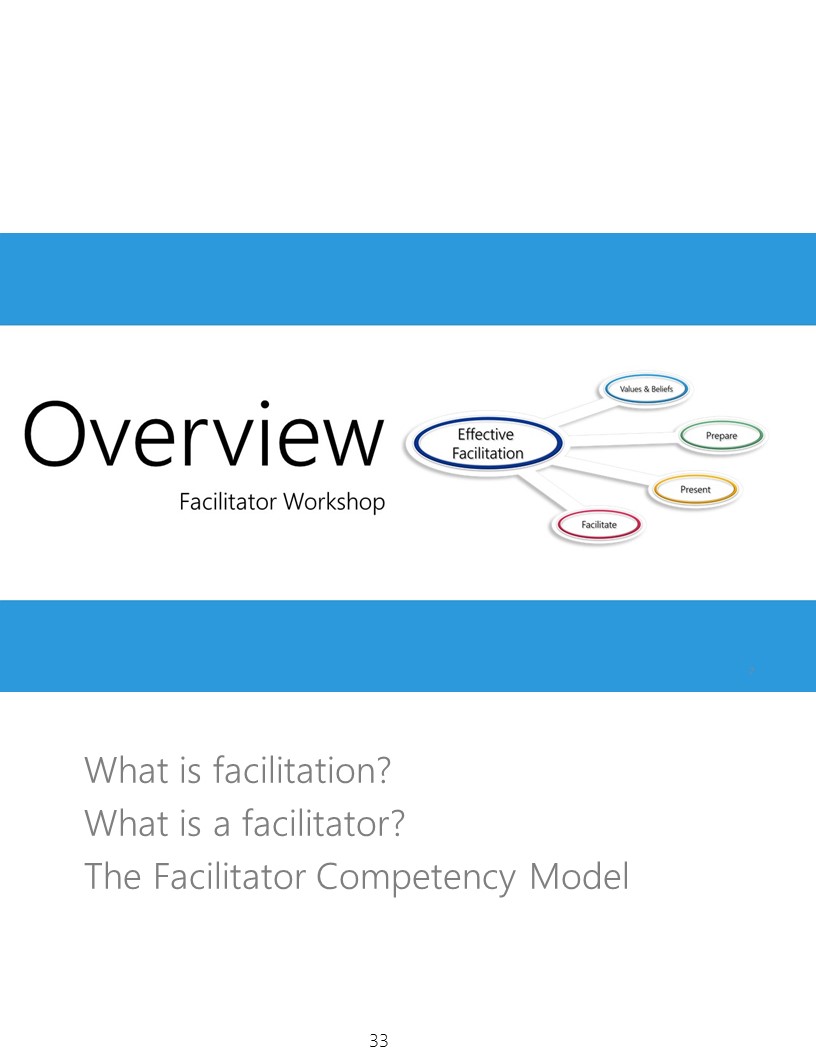 Overview
Facilitator Workshop
Effective
Facilitation
Values & Beliefs
Prepare
Present
Facilitate
What is facilitation?
What is a facilitator?
The Facilitator Competency Model
33